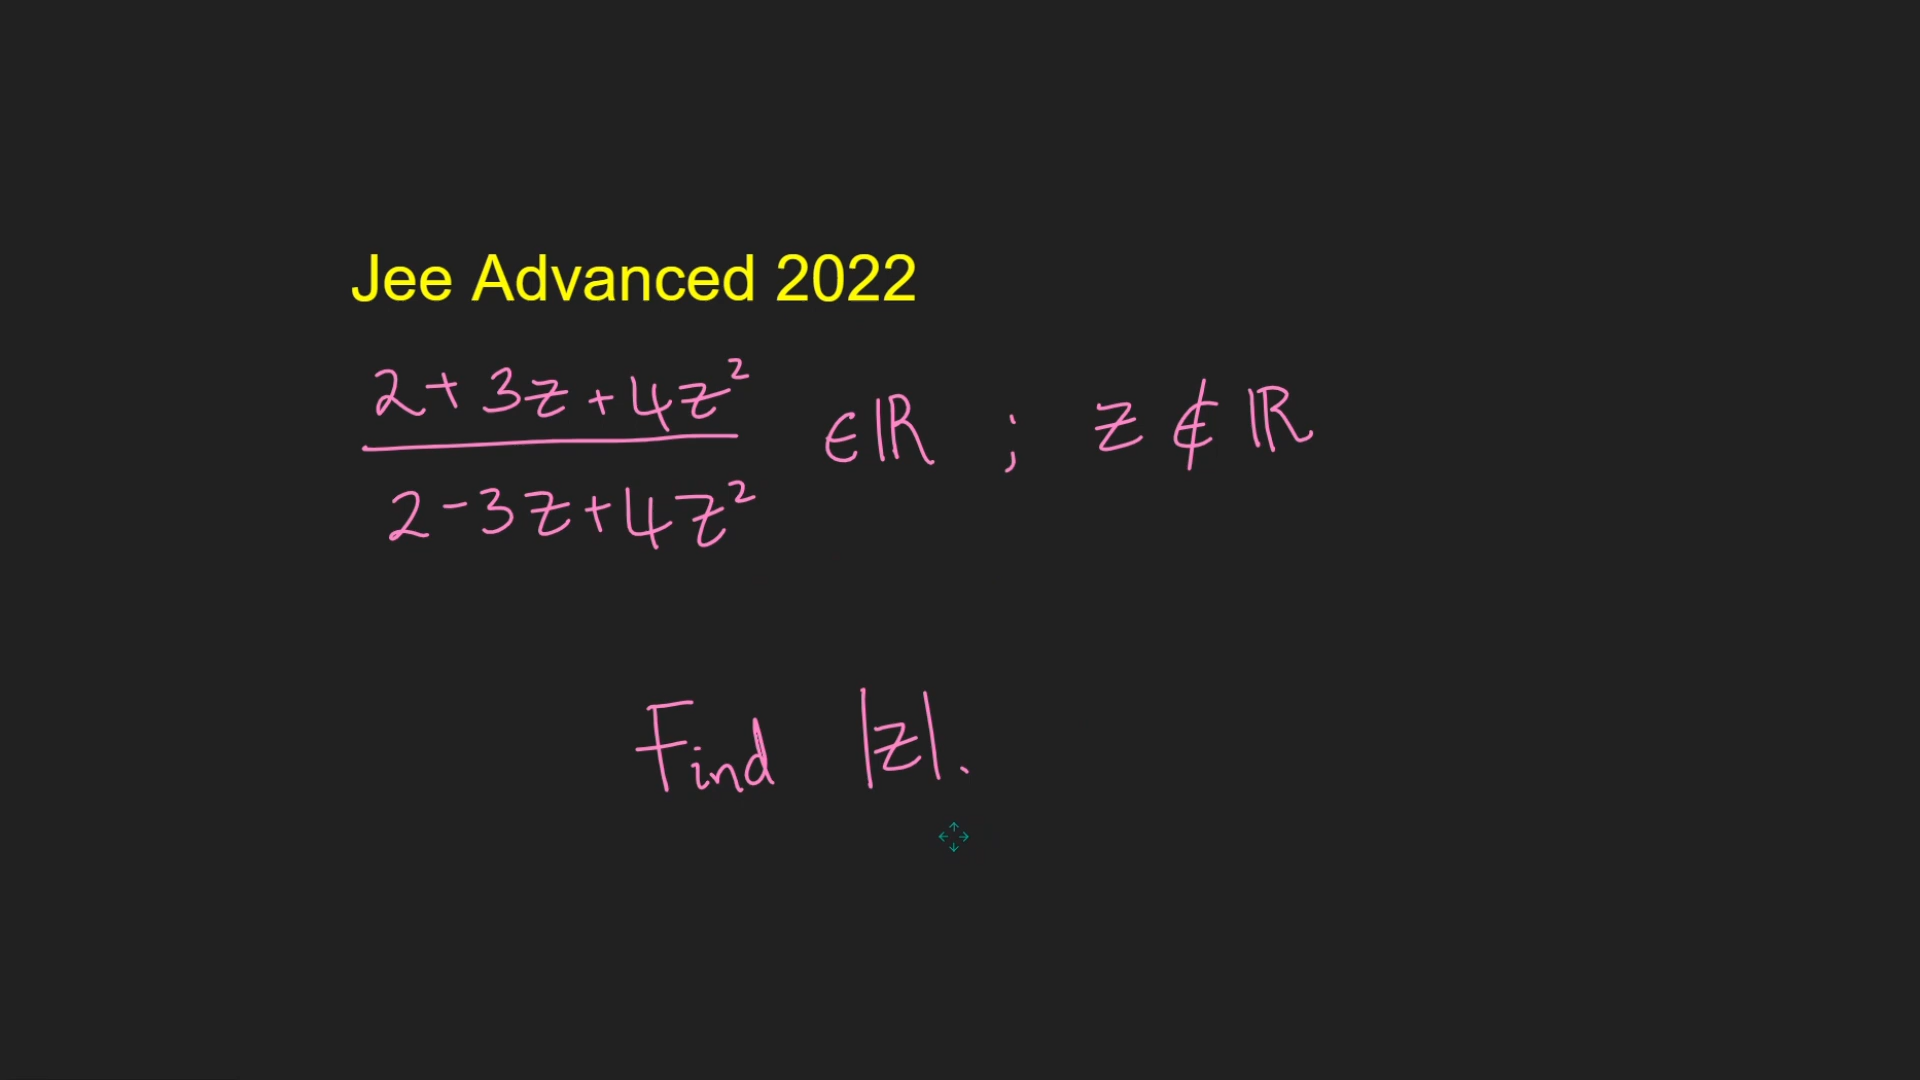 Jee Advanced 2022
2+3z+4z²
2-3z+4z²
∈ℝ ; z∉ℝ
Find |z|.